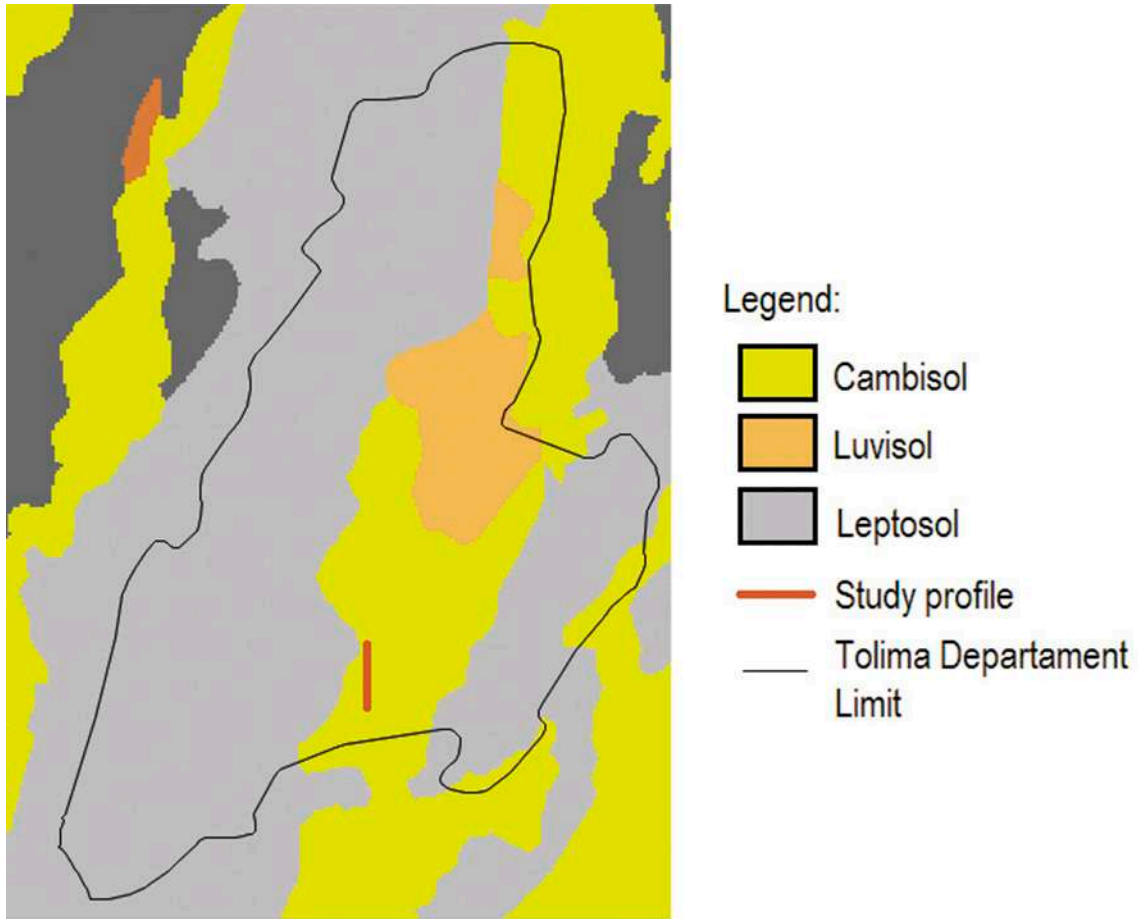 Legend:
Cambisol
Luvisol
Leptosol
Study profile
Tolima Departament
Limit